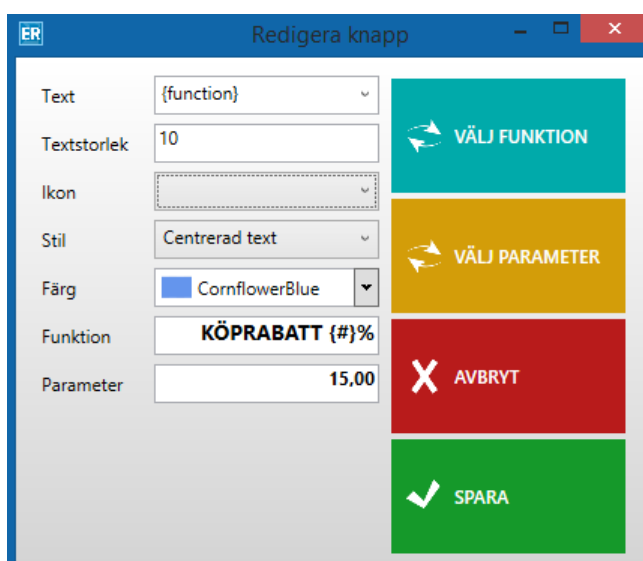 ER
Redigera knapp
Text {function}
Textstorlek 10
Ikon
Stil Centrerad text
Färg CornflowerBlue
Funktion KÖPRABATT {#}%
Parameter 15,00
VÄLJ FUNKTION
VÄLJ PARAMETER
AVBRYT
SPARA